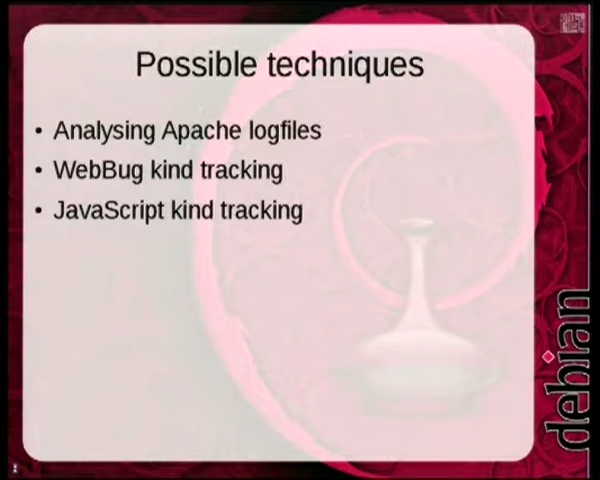 Possible techniques
• Analysing Apache logfiles
• WebBug kind tracking
• JavaScript kind tracking
debian